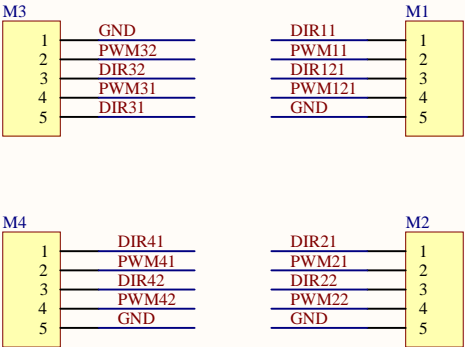 M3 M1
1 GND DIR11 1
2 PWM32 PWM11 2
3 DIR32 DIR121 3
4 PWM31 PWM121 4
5 DIR31 GND 5
M4 M2
1 DIR41 DIR21 1
2 PWM41 PWM21 2
3 DIR42 DIR22 3
4 PWM42 PWM22 4
5 GND GND 5